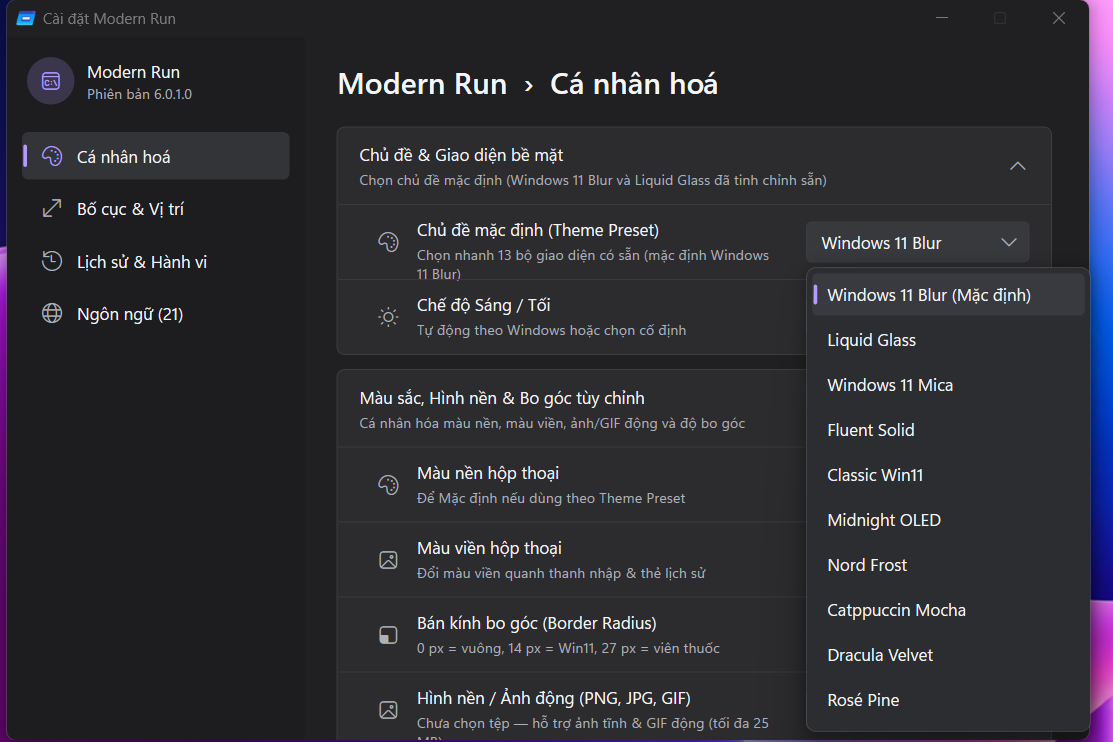 Cài đặt Modern Run
C:\
Modern Run
Phiên bản 6.0.1.0
Cá nhân hoá
Bố cục & Vị trí
Lịch sử & Hành vi
Ngôn ngữ (21)
Modern Run › Cá nhân hoá
Chủ đề & Giao diện bề mặt
Chọn chủ đề mặc định (Windows 11 Blur và Liquid Glass đã tinh chỉnh sẵn)
Chủ đề mặc định (Theme Preset)
Chọn nhanh 13 bộ giao diện có sẵn (mặc định Windows
11 Blur)
Windows 11 Blur
Chế độ Sáng / Tối
Tự động theo Windows hoặc chọn cố định
Màu sắc, Hình nền & Bo góc tùy chỉnh
Cá nhân hóa màu nền, màu viền, ảnh/GIF động và độ bo góc
Màu nền hộp thoại
Để Mặc định nếu dùng theo Theme Preset
Màu viền hộp thoại
Đổi màu viền quanh thanh nhập & thẻ lịch sử
Bán kính bo góc (Border Radius)
0 px = vuông, 14 px = Win11, 27 px = viên thuốc
Hình nền / Ảnh động (PNG, JPG, GIF)
Chưa chọn tệp — hỗ trợ ảnh tĩnh & GIF động (tối đa 25
MB)
Windows 11 Blur (Mặc định)
Liquid Glass
Windows 11 Mica
Fluent Solid
Classic Win11
Midnight OLED
Nord Frost
Catppuccin Mocha
Dracula Velvet
Rosé Pine